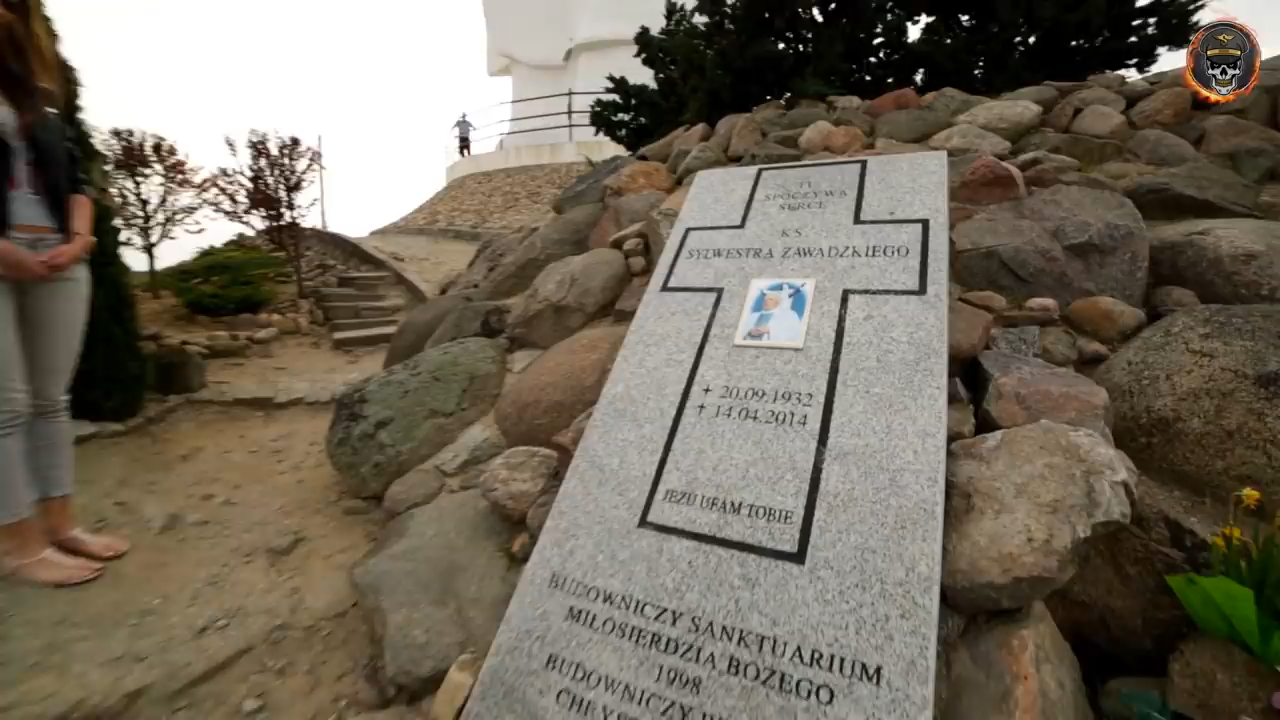 TU
SPOCZYWA
SERCE
KS.
SYLWESTRA ZAWADZKIEGO
+ 20.09.1932
+ 14.04.2014
JEZU UFAM TOBIE
BUDOWNICZY SANKTUARIUM
MIŁOSIERDZIA BOŻEGO
1998
BUDOWNICZY